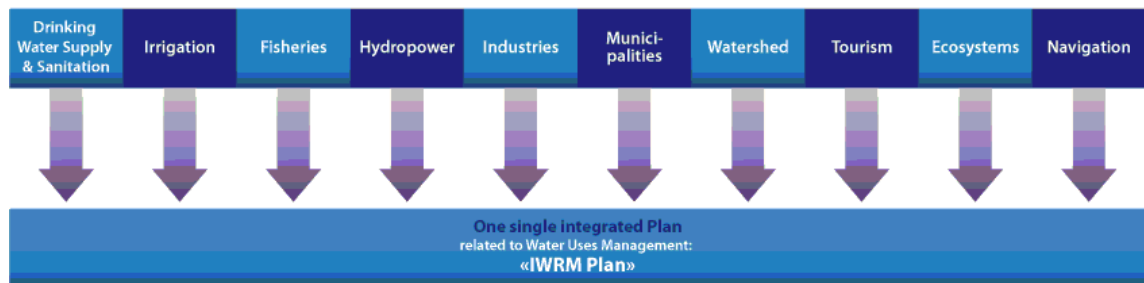 Drinking
Water Supply
& Sanitation
Irrigation
Fisheries
Hydropower
Industries
Munici-
palities
Watershed
Tourism
Ecosystems
Navigation
One single integrated Plan
related to Water Uses Management:
«IWRM Plan»